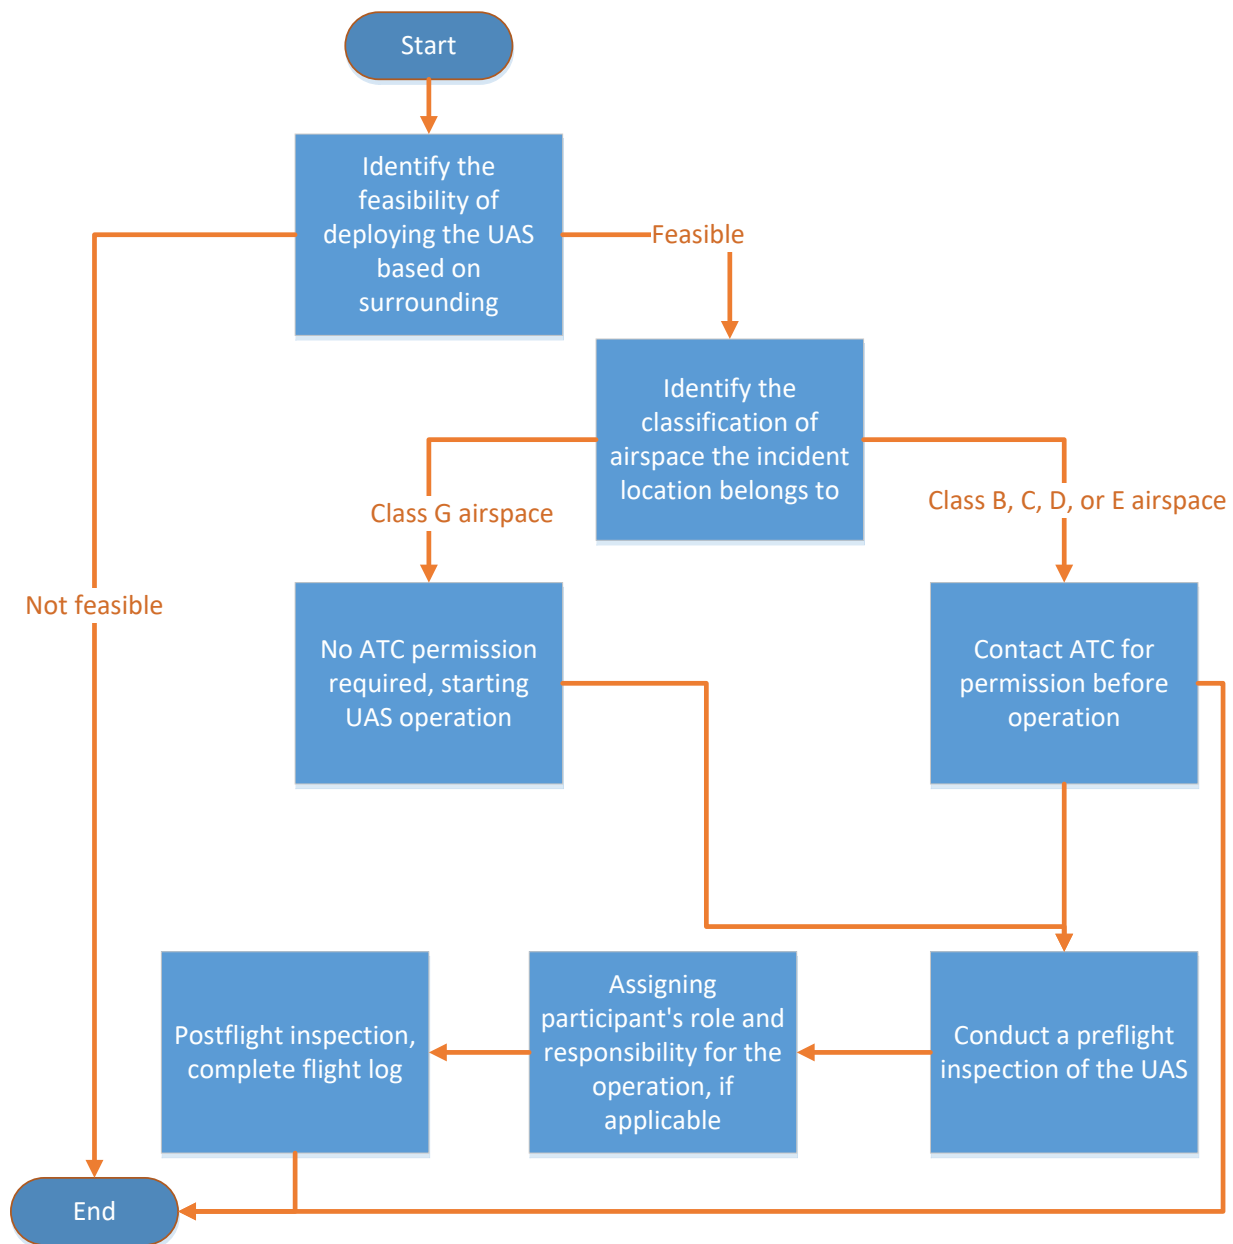 Start
Identify the
feasibility of
deploying the UAS
based on
surrounding
Feasible
Identify the
classification of
airspace the incident
location belongs to
Class G airspace
Class B, C, D, or E airspace
Not feasible
No ATC permission
required, starting
UAS operation
Contact ATC for
permission before
operation
Postflight inspection,
complete flight log
Assigning
participant's role and
responsibility for the
operation, if
applicable
Conduct a preflight
inspection of the UAS
End